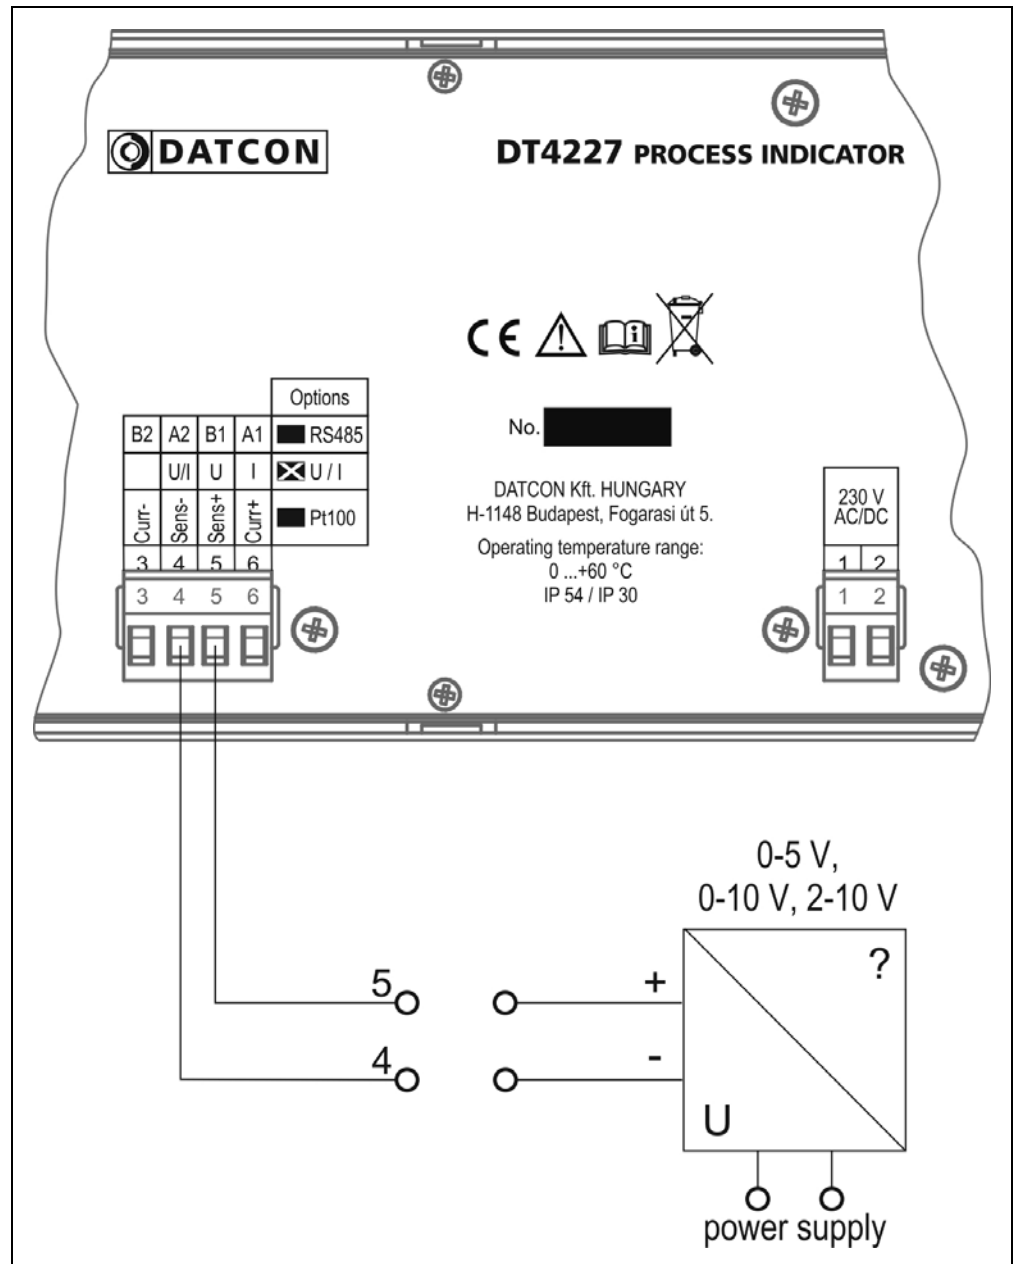 DATCON
DT4227 PROCESS INDICATOR
CE
i
Options
B2 A2 B1 A1 RS485
U/I U I U / I
Curr- Sens- Sens+ Curr+ Pt100
3 4 5 6
3 4 5 6
No.
DATCON Kft. HUNGARY
H-1148 Budapest, Fogarasi út 5.
Operating temperature range:
0 ...+60 °C
IP 54 / IP 30
230 V
AC/DC
1 2
1 2
0-5 V,
0-10 V, 2-10 V
?
5 +
4 -
U
power supply